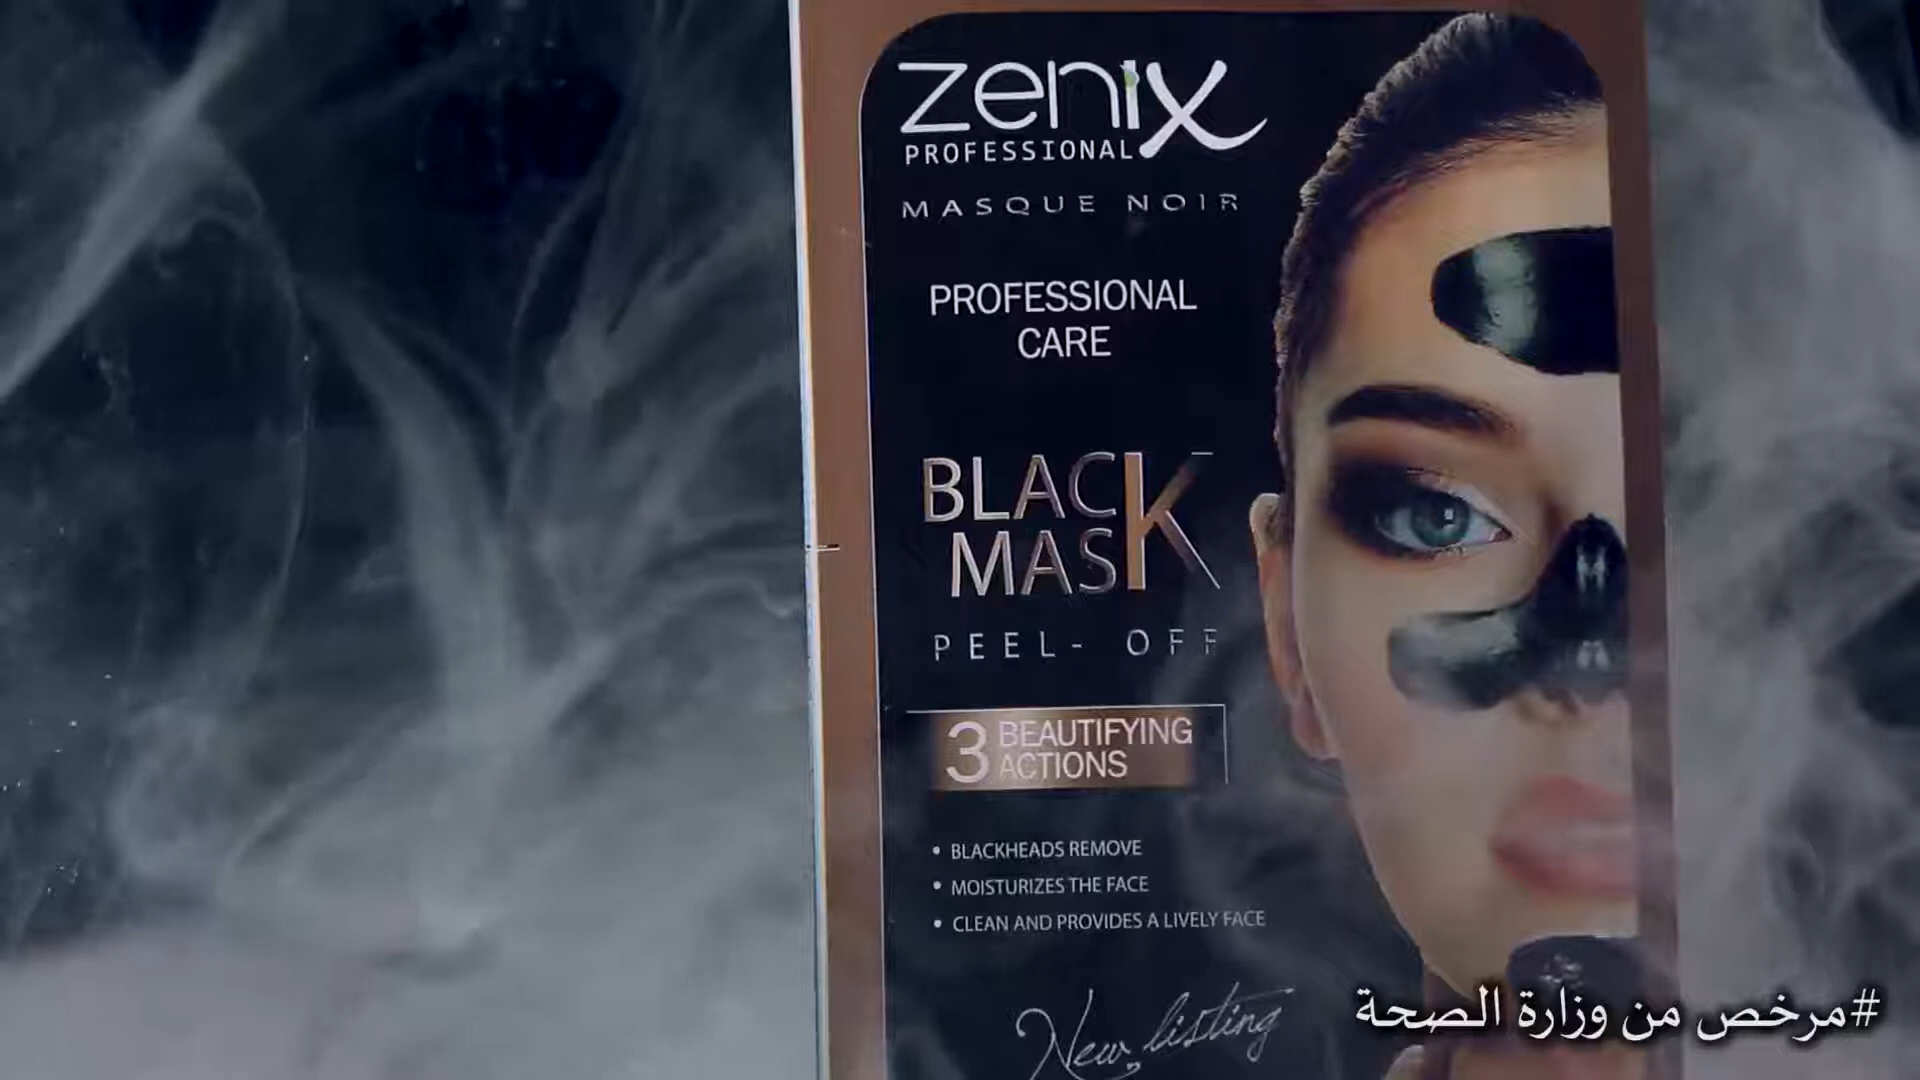 zenix
PROFESSIONAL
MASQUE NOIR
PROFESSIONAL
CARE
BLACK
MASK
PEEL- OFF
3 BEAUTIFYING
ACTIONS
• BLACKHEADS REMOVE
• MOISTURIZES THE FACE
• CLEAN AND PROVIDES A LIVELY FACE
New listing
#مرخص من وزارة الصحة